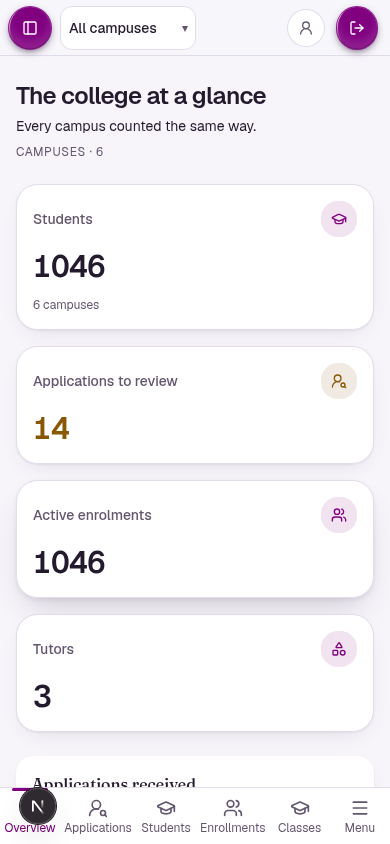 All campuses
The college at a glance
Every campus counted the same way.
CAMPUSES · 6
Students
1046
6 campuses
Applications to review
14
Active enrolments
1046
Tutors
3
Applications received
N
Overview Applications Students Enrollments Classes Menu